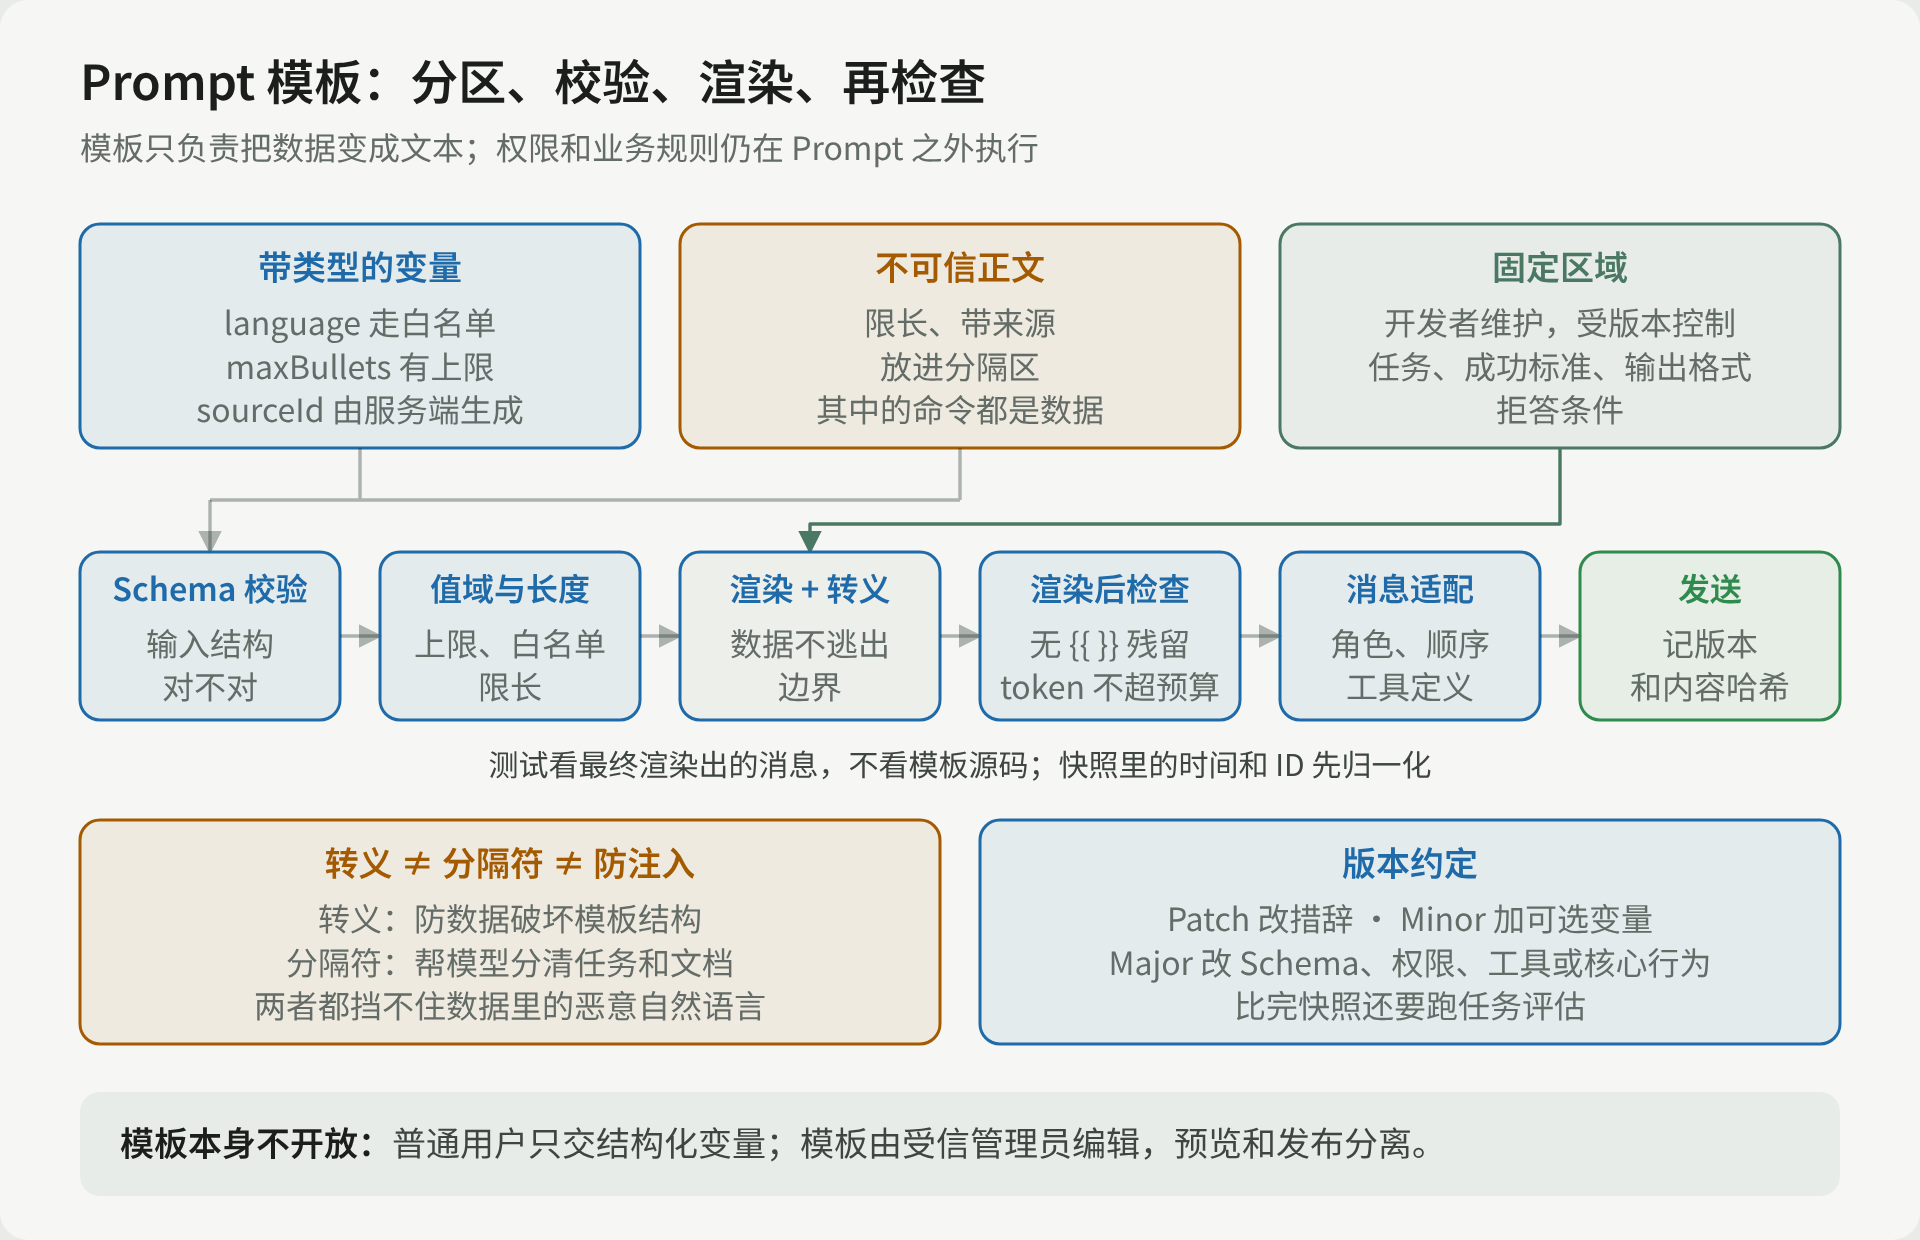 Prompt 模板：分区、校验、渲染、再检查
模板只负责把数据变成文本；权限和业务规则仍在 Prompt 之外执行
带类型的变量
language 走白名单
maxBullets 有上限
sourceId 由服务端生成
不可信正文
限长、带来源
放进分隔区
其中的命令都是数据
固定区域
开发者维护，受版本控制
任务、成功标准、输出格式
拒答条件
Schema 校验
输入结构
对不对
值域与长度
上限、白名单
限长
渲染 + 转义
数据不逃出
边界
渲染后检查
无 {{ }} 残留
token 不超预算
消息适配
角色、顺序
工具定义
发送
记版本
和内容哈希
测试看最终渲染出的消息，不看模板源码；快照里的时间和 ID 先归一化
转义 ≠ 分隔符 ≠ 防注入
转义：防数据破坏模板结构
分隔符：帮模型分清任务和文档
两者都挡不住数据里的恶意自然语言
版本约定
Patch 改措辞 · Minor 加可选变量
Major 改 Schema、权限、工具或核心行为
比完快照还要跑任务评估
模板本身不开放：普通用户只交结构化变量；模板由受信管理员编辑，预览和发布分离。